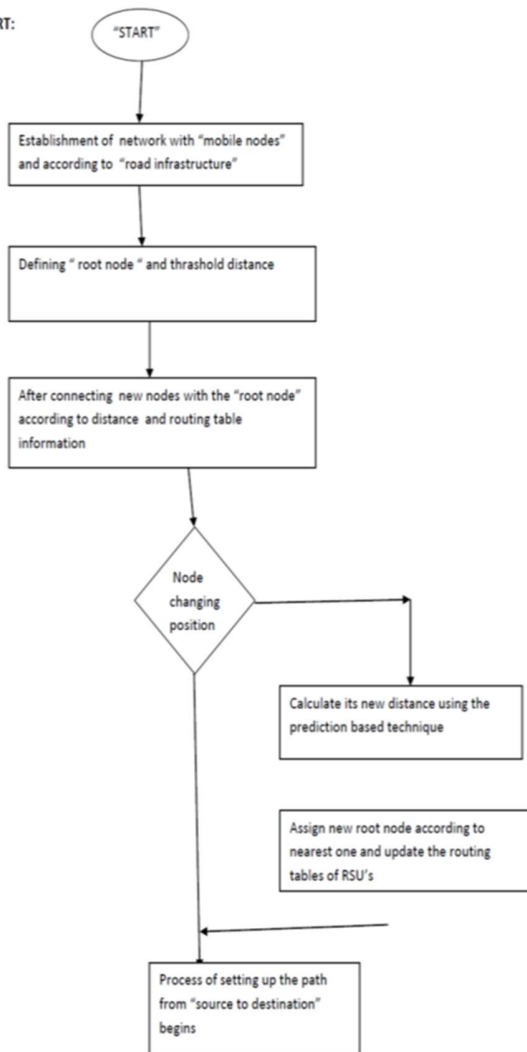 RT:
"START"
Establishment of network with "mobile nodes"
and according to "road infrastructure"
Defining " root node " and thrashold distance
After connecting new nodes with the "root node"
according to distance and routing table
information
Node
changing
position
Calculate its new distance using the
prediction based technique
Assign new root node according to
nearest one and update the routing
tables of RSU's
Process of setting up the path
from "source to destination"
begins